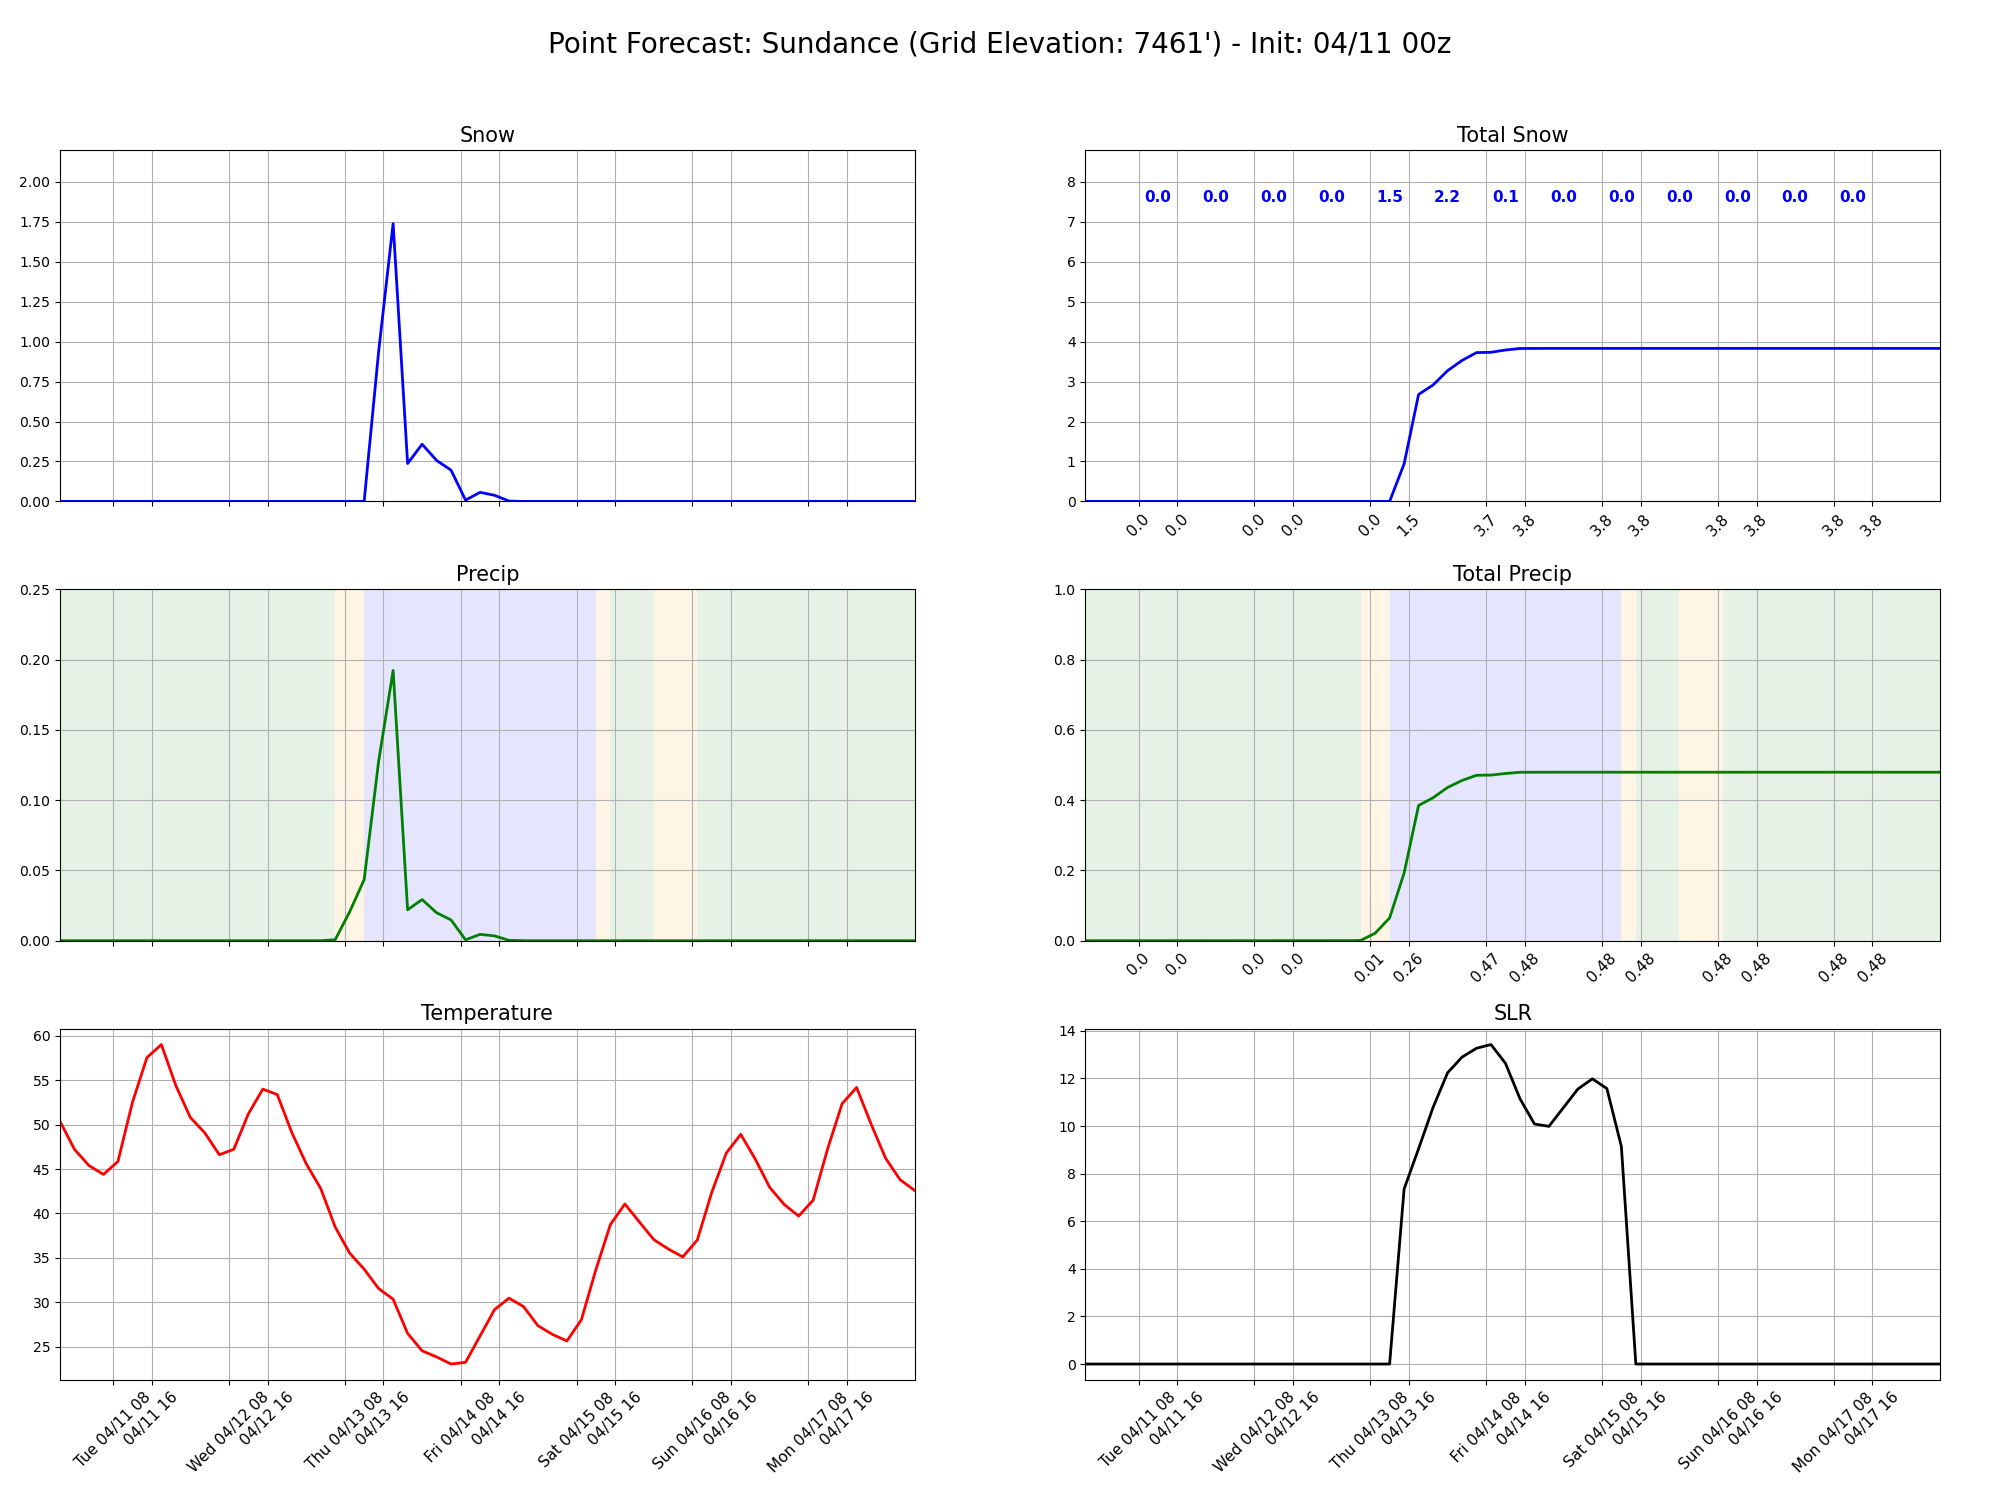 Point Forecast: Sundance (Grid Elevation: 7461') - Init: 04/11 00z
Snow
2.00
1.75
1.50
1.25
1.00
0.75
0.50
0.25
0.00
Total Snow
8
7
6
5
4
3
2
1
0
0.0 0.0 0.0 0.0 1.5 2.2 0.1 0.0 0.0 0.0 0.0 0.0 0.0
0.0 0.0 0.0 0.0 0.0 1.5 3.7 3.8 3.8 3.8 3.8 3.8 3.8 3.8
Precip
0.25
0.20
0.15
0.10
0.05
0.00
Total Precip
1.0
0.8
0.6
0.4
0.2
0.0
0.0 0.0 0.0 0.0 0.01 0.26 0.47 0.48 0.48 0.48 0.48 0.48 0.48 0.48
Temperature
60
55
50
45
40
35
30
25
Tue 04/11 08
04/11 16
Wed 04/12 08
04/12 16
Thu 04/13 08
04/13 16
Fri 04/14 08
04/14 16
Sat 04/15 08
04/15 16
Sun 04/16 08
04/16 16
Mon 04/17 08
04/17 16
SLR
14
12
10
8
6
4
2
0
Tue 04/11 08
04/11 16
Wed 04/12 08
04/12 16
Thu 04/13 08
04/13 16
Fri 04/14 08
04/14 16
Sat 04/15 08
04/15 16
Sun 04/16 08
04/16 16
Mon 04/17 08
04/17 16